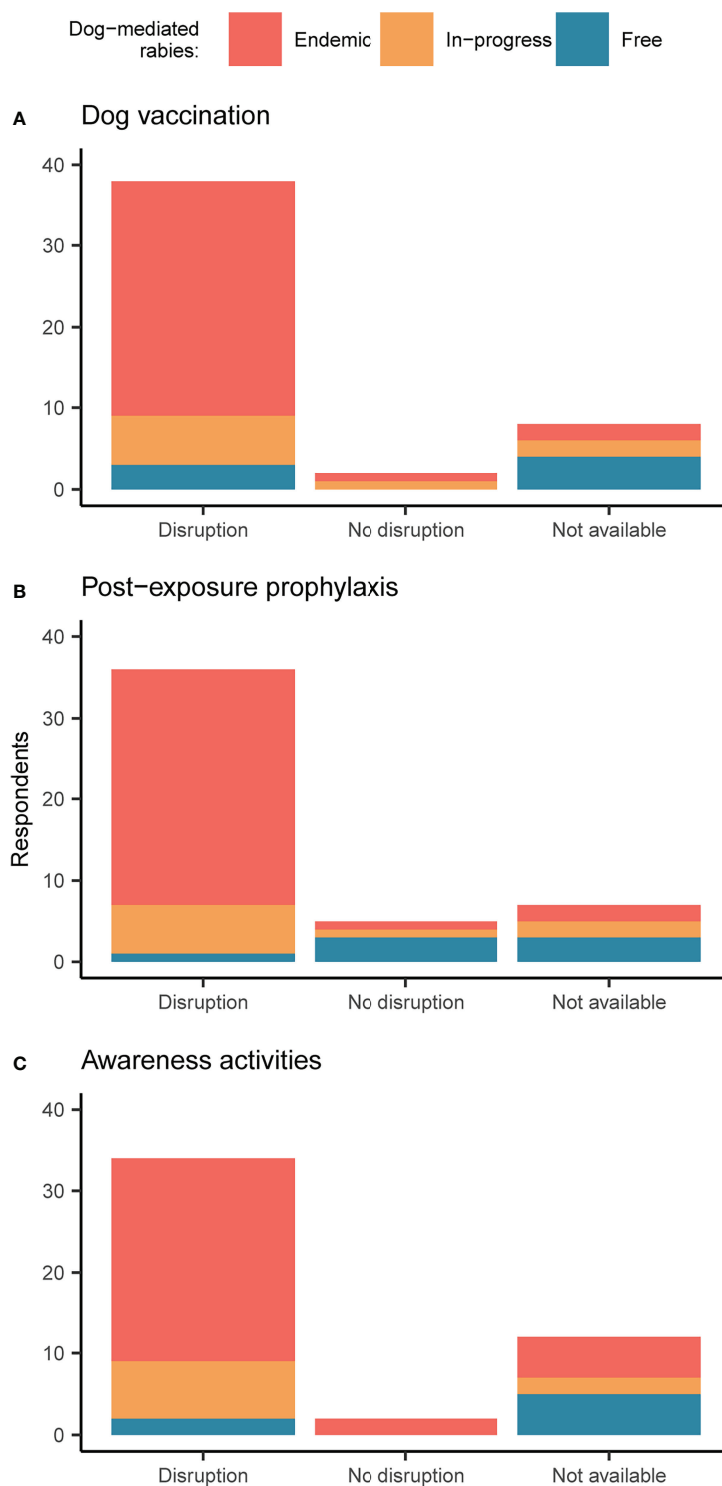 Dog−mediated
rabies:
Endemic
In−progress
Free
A
Dog vaccination
40
30
20
10
0
Disruption
No disruption
Not available
B
Post−exposure prophylaxis
Respondents
40
30
20
10
0
Disruption
No disruption
Not available
C
Awareness activities
40
30
20
10
0
Disruption
No disruption
Not available